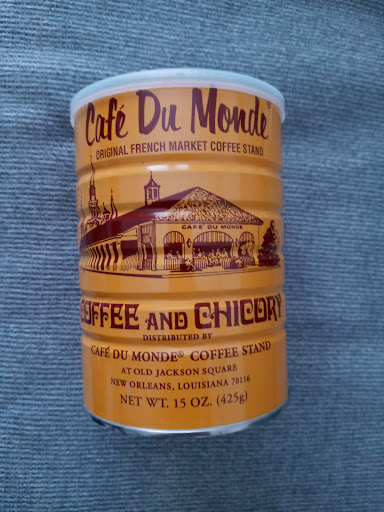 Café Du Monde®
ORIGINAL FRENCH MARKET COFFEE STAND
CAFE DU MONDE
COFFEE AND CHICORY
DISTRIBUTED BY
CAFÉ DU MONDE® COFFEE STAND
AT OLD JACKSON SQUARE
NEW ORLEANS, LOUISIANA 70116
NET WT. 15 OZ. (425g)